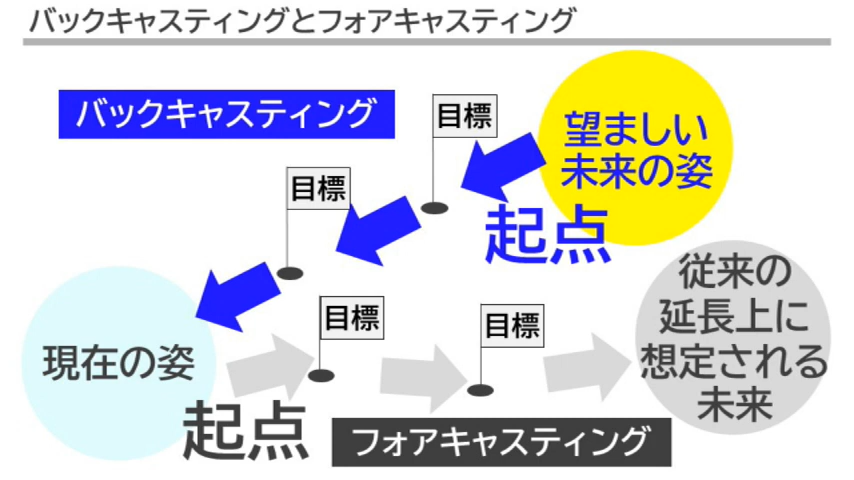 バックキャスティングとフォアキャスティング
バックキャスティング
目標
望ましい
未来の姿
目標
起点
従来の
延長上に
想定される
未来
目標
目標
現在の姿
起点
フォアキャスティング